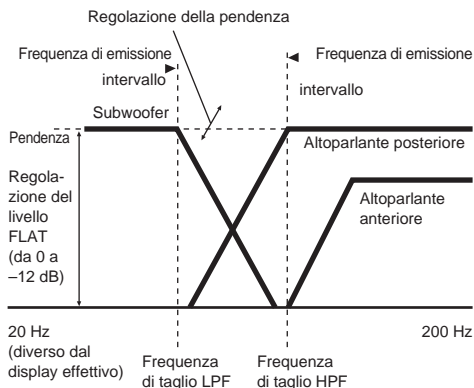 Regolazione della pendenza
Frequenza di emissione
intervallo
Frequenza di emissione
intervallo
Subwoofer
Pendenza
Altoparlante posteriore
Regola-
zione del
livello
FLAT
(da 0 a
–12 dB)
Altoparlante
anteriore
20 Hz
(diverso dal
display effettivo)
Frequenza
di taglio LPF
Frequenza
di taglio HPF
200 Hz